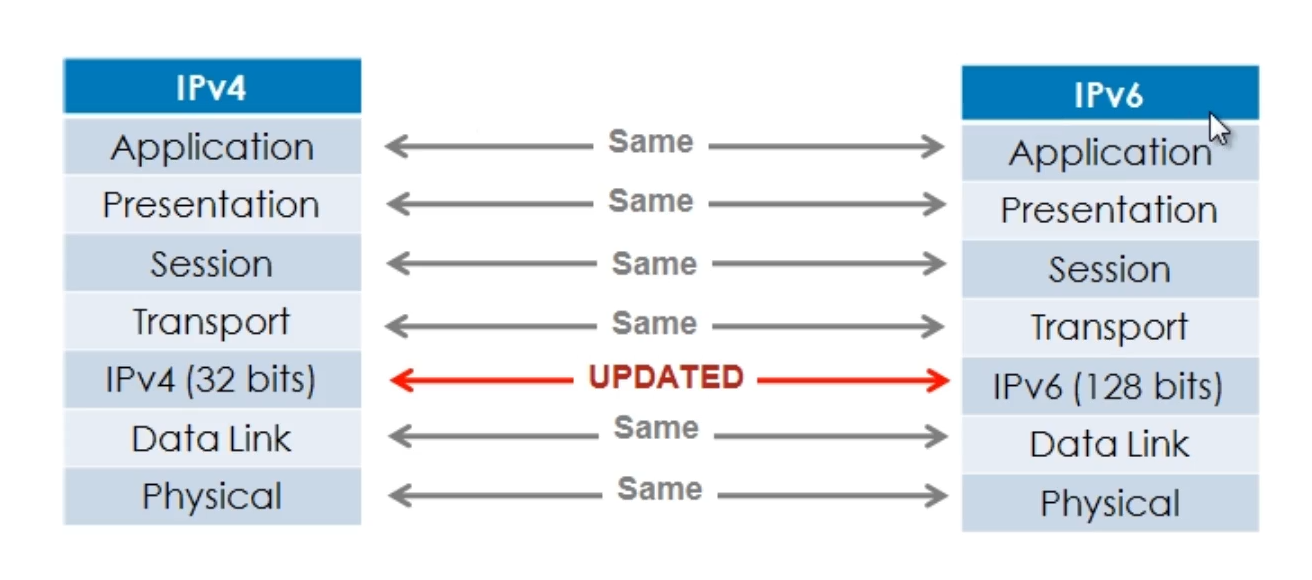 IPv4
IPv6
Application
Same
Application
Presentation
Same
Presentation
Session
Same
Session
Transport
Same
Transport
IPv4 (32 bits)
UPDATED
IPv6 (128 bits)
Data Link
Same
Data Link
Physical
Same
Physical